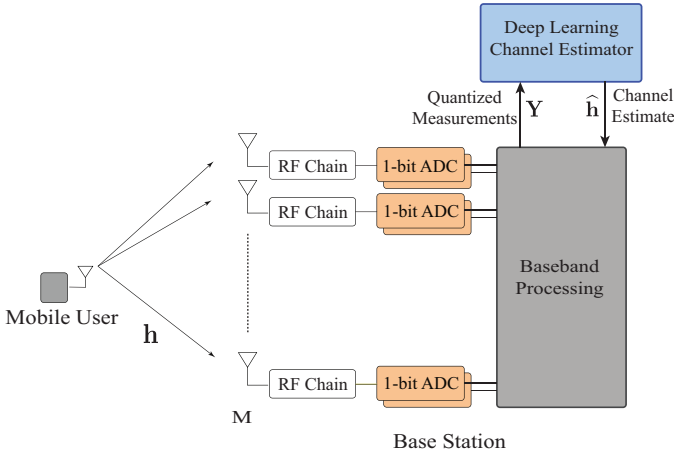 Deep Learning
Channel Estimator
Quantized
Measurements
Y
ĥ
Channel
Estimate
RF Chain
1-bit ADC
RF Chain
1-bit ADC
Baseband
Processing
Mobile User
h
RF Chain
1-bit ADC
M
Base Station